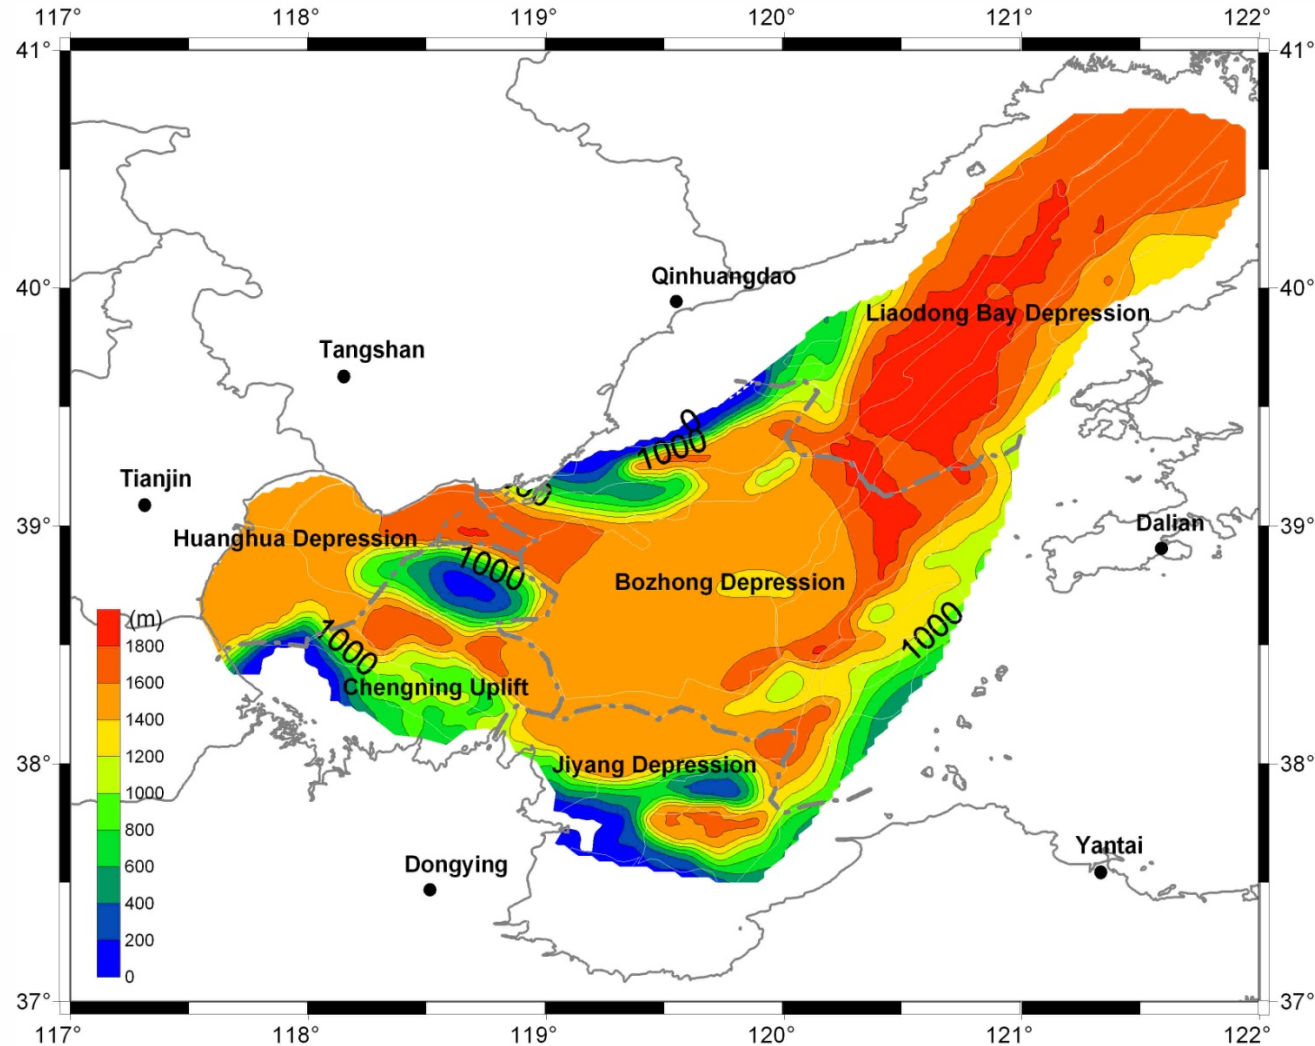 117° 118° 119° 120° 121° 122°
41° 41°
Qinhuangdao
40° 40°
Liaodong Bay Depression
Tangshan
0
1000
Tianjin
Dalian
39° 39°
Huanghua Depression
1000
Bozhong Depression
(m)
1800
1600
1400
1200
1000
800
600
400
200
0
1000
1000
Chengning Uplift
38° 38°
Jiyang Depression
Yantai
Dongying
37° 37°
117° 118° 119° 120° 121° 122°